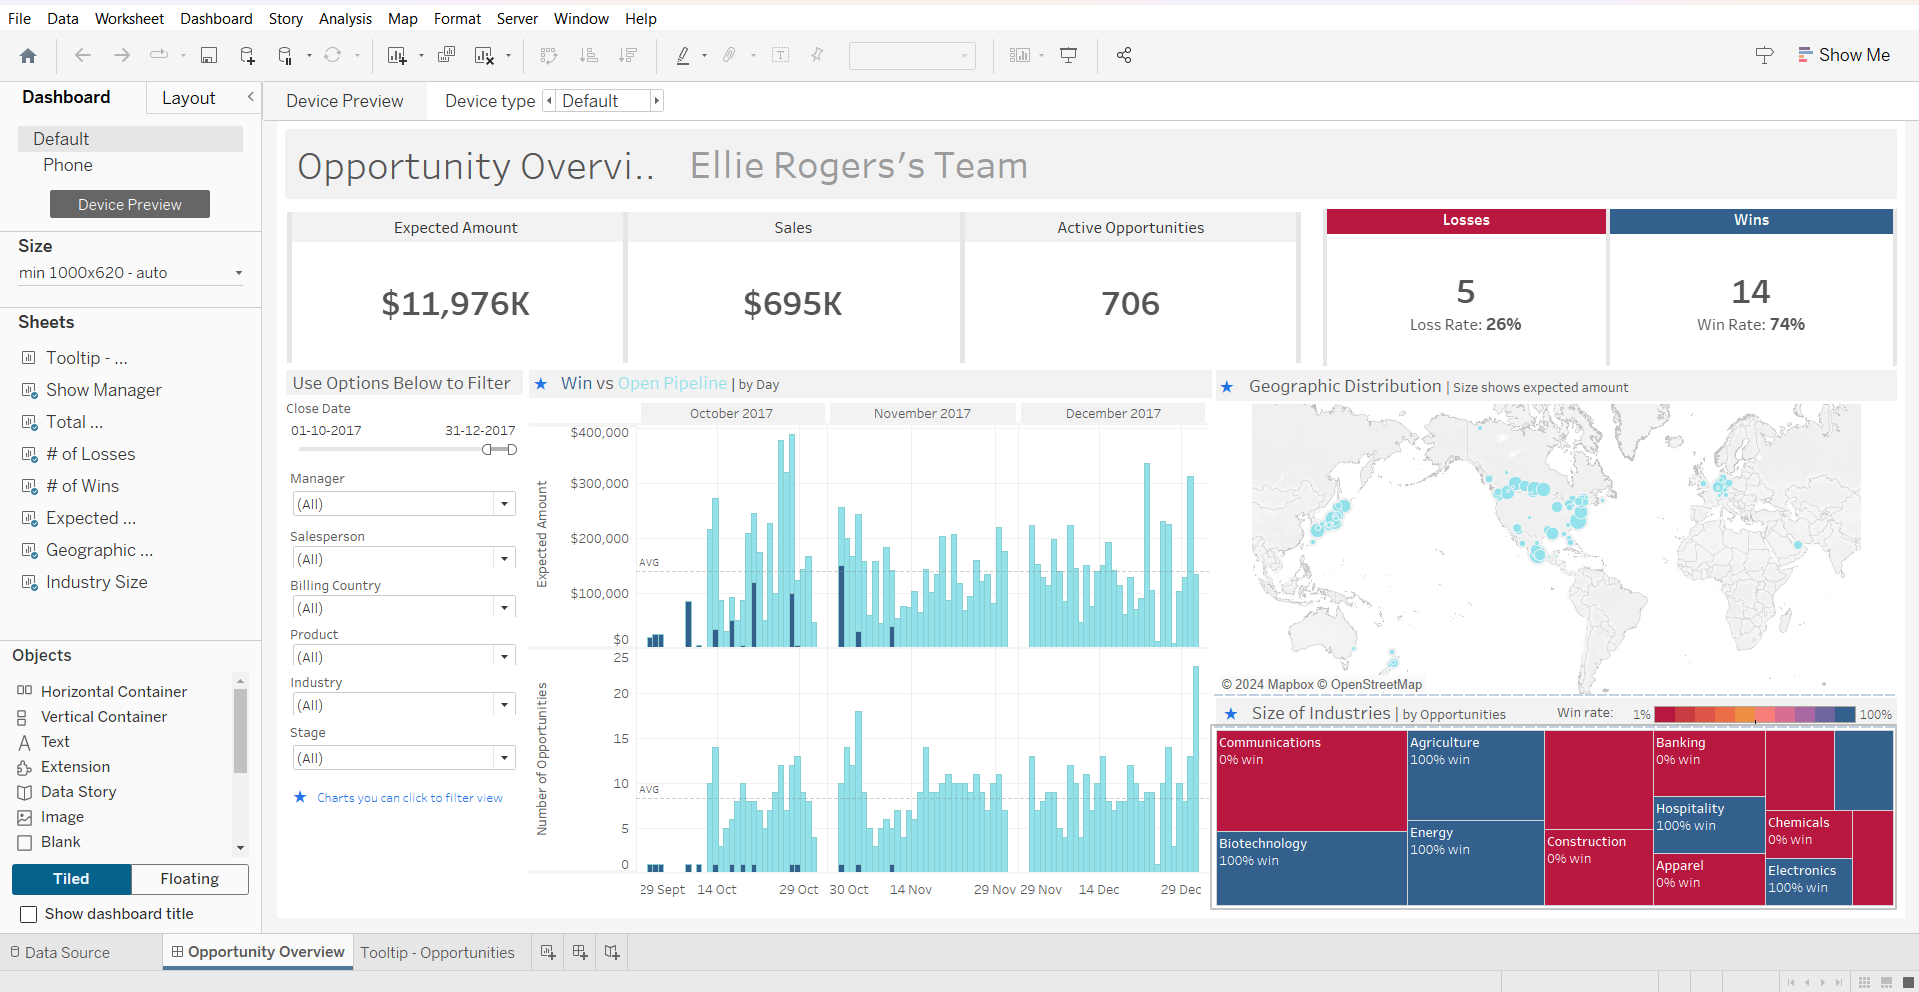 File Data Worksheet Dashboard Story Analysis Map Format Server Window Help
Show Me
Dashboard Layout
Device Preview Device type Default
Default
Phone
Device Preview
Size
min 1000x620 - auto
Sheets
Tooltip - ...
Show Manager
Total ...
# of Losses
# of Wins
Expected ...
Geographic ...
Industry Size
Objects
Horizontal Container
Vertical Container
Text
Extension
Data Story
Image
Blank
Tiled Floating
Show dashboard title
Opportunity Overvi.. Ellie Rogers's Team
Expected Amount
$11,976K
Sales
$695K
Active Opportunities
706
Losses
5
Loss Rate: 26%
Wins
14
Win Rate: 74%
Use Options Below to Filter
Close Date
01-10-2017 31-12-2017
Manager
(All)
Salesperson
(All)
Billing Country
(All)
Product
(All)
Industry
(All)
Stage
(All)
Charts you can click to filter view
Win vs Open Pipeline | by Day
October 2017 November 2017 December 2017
Expected Amount
$400,000
$300,000
$200,000
AVG
$100,000
$0
Number of Opportunities
25
20
15
10
AVG
5
0
29 Sept 14 Oct 29 Oct 30 Oct 14 Nov 29 Nov 29 Nov 14 Dec 29 Dec
Geographic Distribution | Size shows expected amount
© 2024 Mapbox © OpenStreetMap
Size of Industries | by Opportunities
Win rate: 1% 100%
Communications
0% win
Biotechnology
100% win
Agriculture
100% win
Energy
100% win
Construction
0% win
Banking
0% win
Hospitality
100% win
Apparel
0% win
Chemicals
0% win
Electronics
100% win
Data Source Opportunity Overview Tooltip - Opportunities